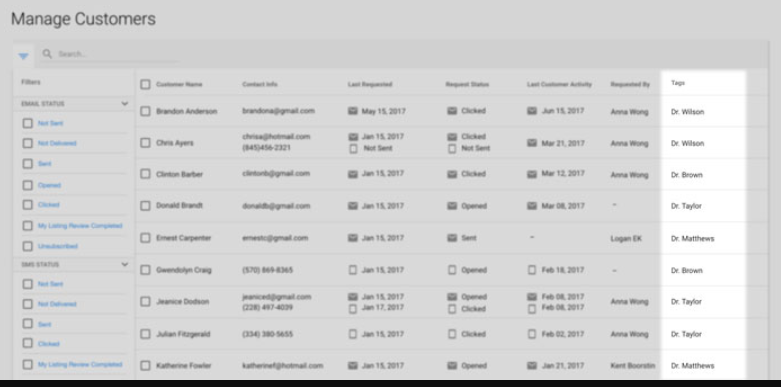 Manage Customers
Search...
Filters
Customer Name Contact Info Last Requested Request Status Last Customer Activity Requested By Tags
EMAIL STATUS
Not Sent
Not Delivered
Sent
Opened
Clicked
My Listing Review Completed
Unsubscribed
SMS STATUS
Not Sent
Not Delivered
Sent
Clicked
My Listing Review Completed
Brandon Anderson brandona@gmail.com May 15, 2017 Clicked Jun 15, 2017 Anna Wong Dr. Wilson
Chris Ayers chrisa@hotmail.com Jan 15, 2017 Clicked Mar 21, 2017 Anna Wong Dr. Wilson
(845)456-2321 Not Sent Not Sent
Clinton Barber clintonb@gmail.com Jan 15, 2017 Clicked Mar 12, 2017 Anna Wong Dr. Brown
Donald Brandt donaldb@gmail.com Jan 15, 2017 Opened Mar 08, 2017 – Dr. Taylor
Ernest Carpenter ernestc@gmail.com Jan 15, 2017 Sent – Logan EK Dr. Matthews
Gwendolyn Craig (570) 869-8365 Jan 15, 2017 Opened Feb 18, 2017 – Dr. Brown
Jeanice Dodson jeaniced@gmail.com Jan 15, 2017 Opened Feb 08, 2017 Anna Wong Dr. Taylor
(228) 497-4039 Jan 17, 2017 Clicked Feb 08, 2017
Julian Fitzgerald (334) 380-5655 Jan 15, 2017 Clicked Feb 02, 2017 Anna Wong Dr. Taylor
Katherine Fowler katherinef@hotmail.com Jan 15, 2017 Opened Jan 21, 2017 Kent Boorstin Dr. Matthews